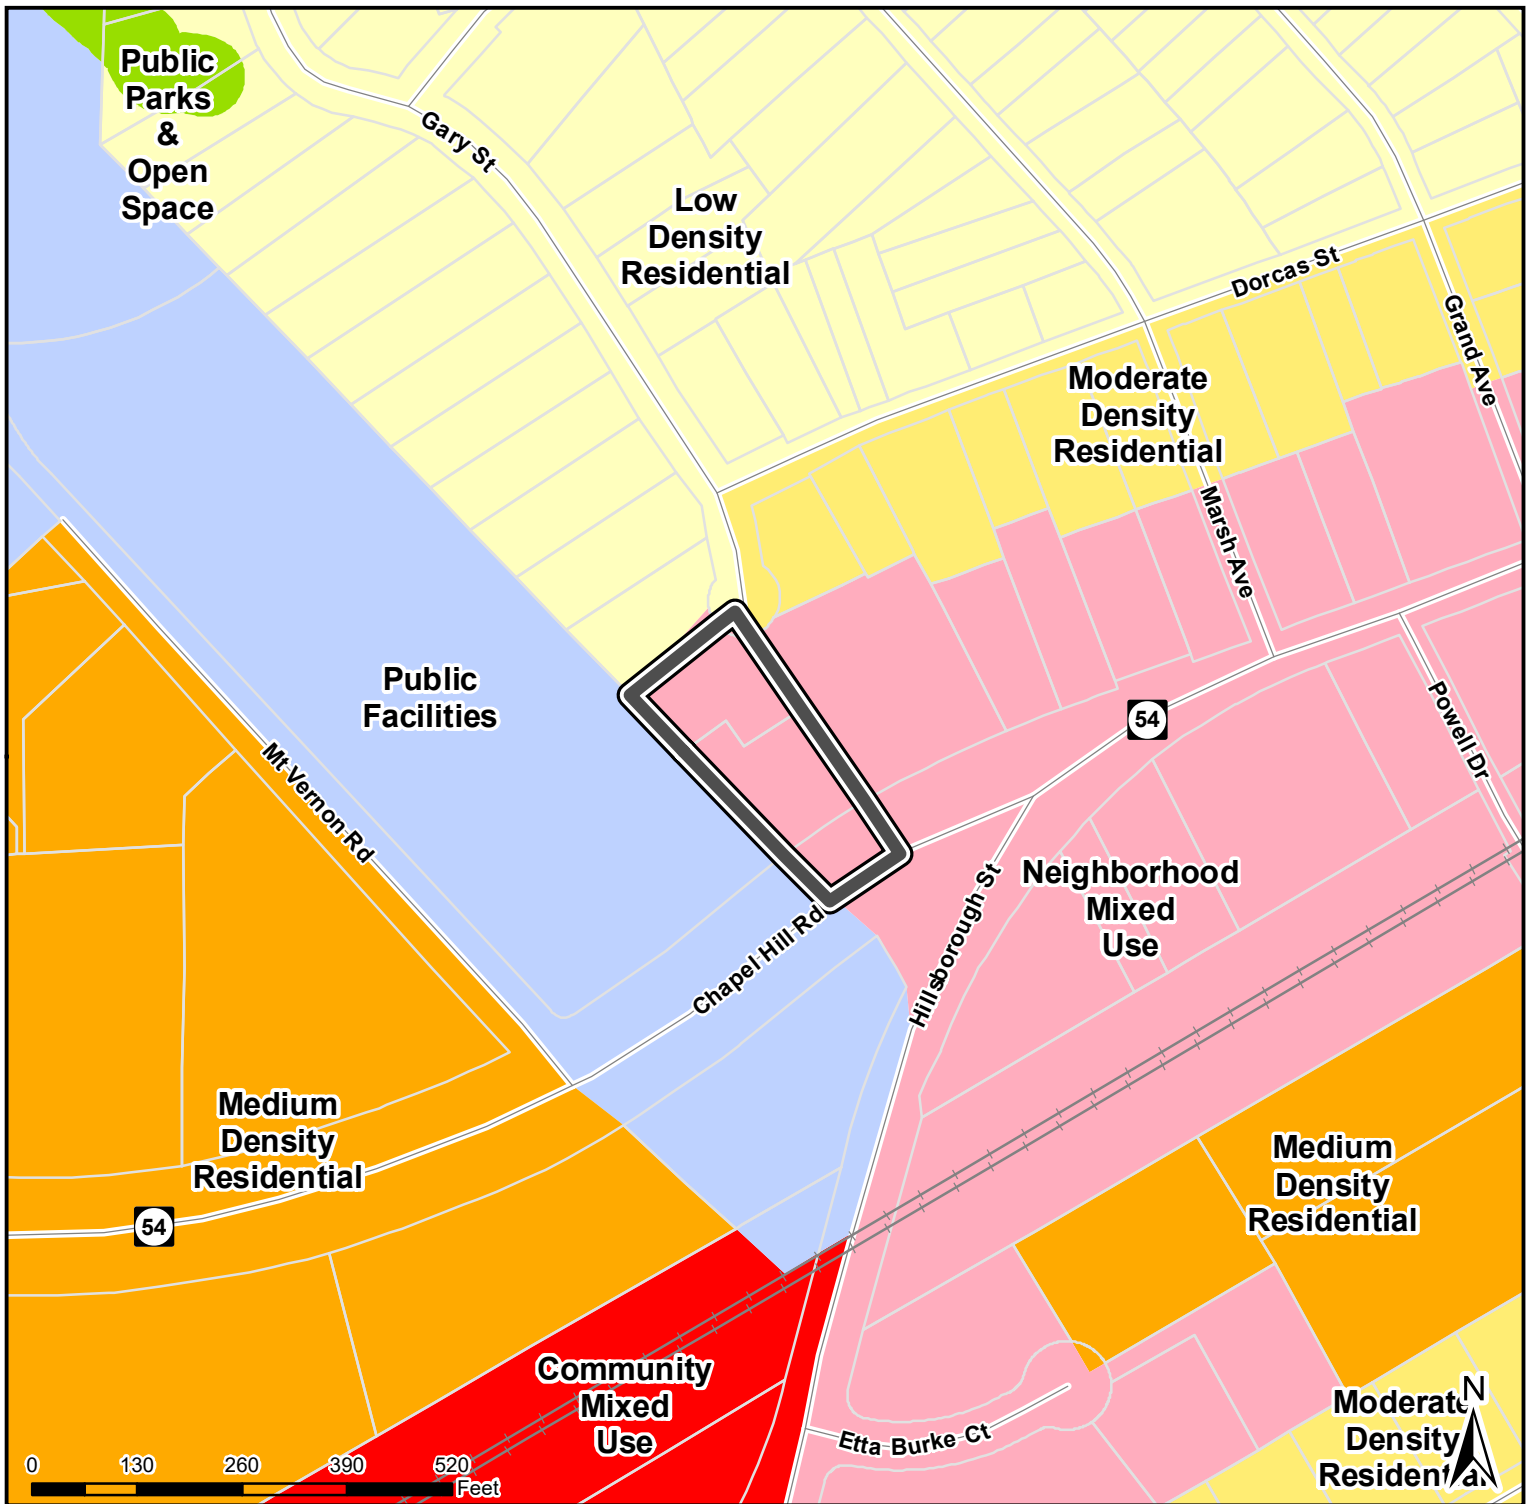 Public
Parks
&
Open
Space
Gary St
Low
Density
Residential
Dorcas St
Grand Ave
Moderate
Density
Residential
Marsh Ave
Public
Facilities
54
Powell Dr
Mt Vernon Rd
Neighborhood
Mixed
Use
Hillsborough St
Chapel Hill Rd
Medium
Density
Residential
54
Medium
Density
Residential
Community
Mixed
Use
Etta Burke Ct
Moderate
Density
Residential
N
0 130 260 390 520
Feet